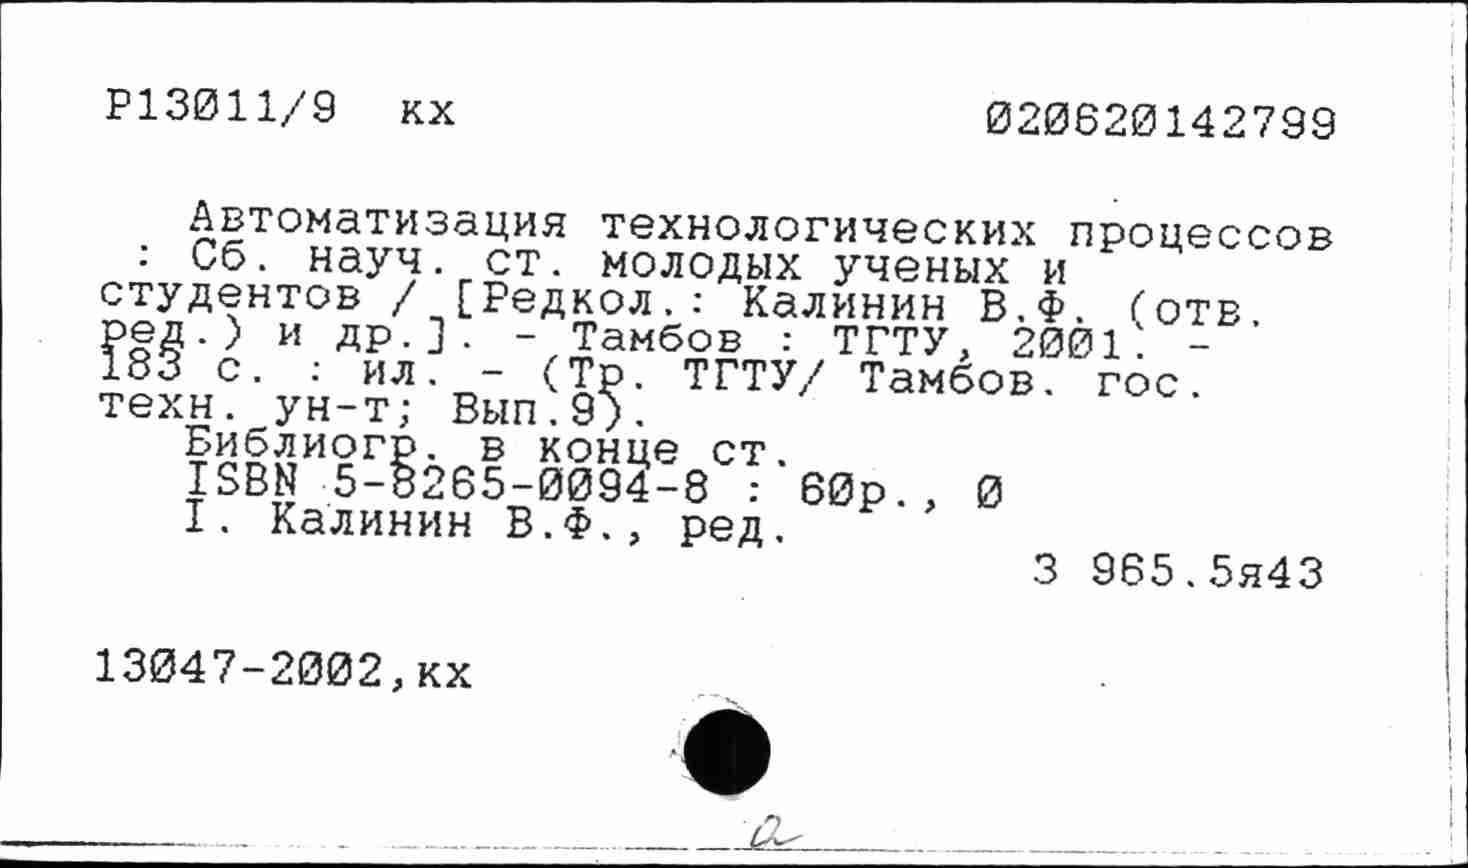 Р13011/9 кх
020620142799
Автоматизация технологических процессов
: Сб. науч. ст. молодых ученых и
студентов / [Редкол.: Калинин В.Ф. (отв.
ред.) и др.]. - Тамбов : ТГТУ, 2001. -
183 с. : ил. - (Тр. ТГТУ/ Тамбов. гос.
техн. ун-т; Вып.9).
Библиогр. в конце ст.
ISBN 5-8265-0094-8 : 60р., 0
I. Калинин В.Ф., ред.
З 965.5я43
13047-2002,кх
а